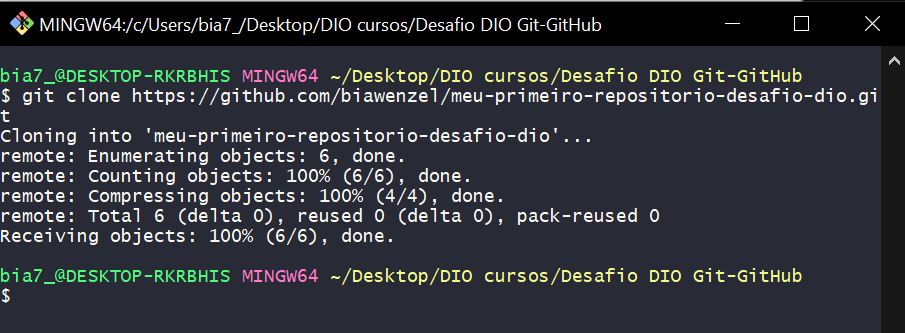 MINGW64:/c/Users/bia7_/Desktop/DIO cursos/Desafio DIO Git-GitHub
bia7_@DESKTOP-RKRBHIS MINGW64 ~/Desktop/DIO cursos/Desafio DIO Git-GitHub
$ git clone https://github.com/biawenzel/meu-primeiro-repositorio-desafio-dio.gi
t
Cloning into 'meu-primeiro-repositorio-desafio-dio'...
remote: Enumerating objects: 6, done.
remote: Counting objects: 100% (6/6), done.
remote: Compressing objects: 100% (4/4), done.
remote: Total 6 (delta 0), reused 0 (delta 0), pack-reused 0
Receiving objects: 100% (6/6), done.
bia7_@DESKTOP-RKRBHIS MINGW64 ~/Desktop/DIO cursos/Desafio DIO Git-GitHub
$